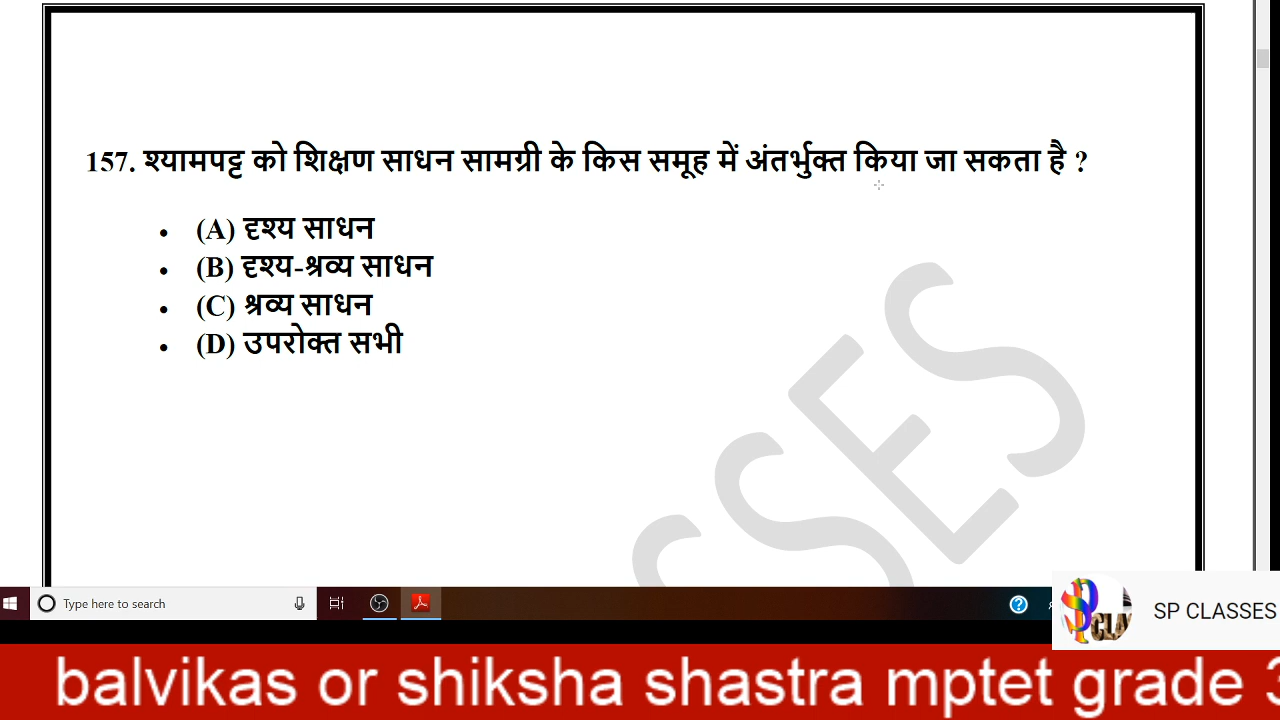 157. श्यामपट्ट को शिक्षण साधन सामग्री के किस समूह में अंतर्भुक्त किया जा सकता है ?
• (A) दृश्य साधन
• (B) दृश्य-श्रव्य साधन
• (C) श्रव्य साधन
• (D) उपरोक्त सभी
SSES
Type here to search
SP CLASSES
balvikas or shiksha shastra mptet grade